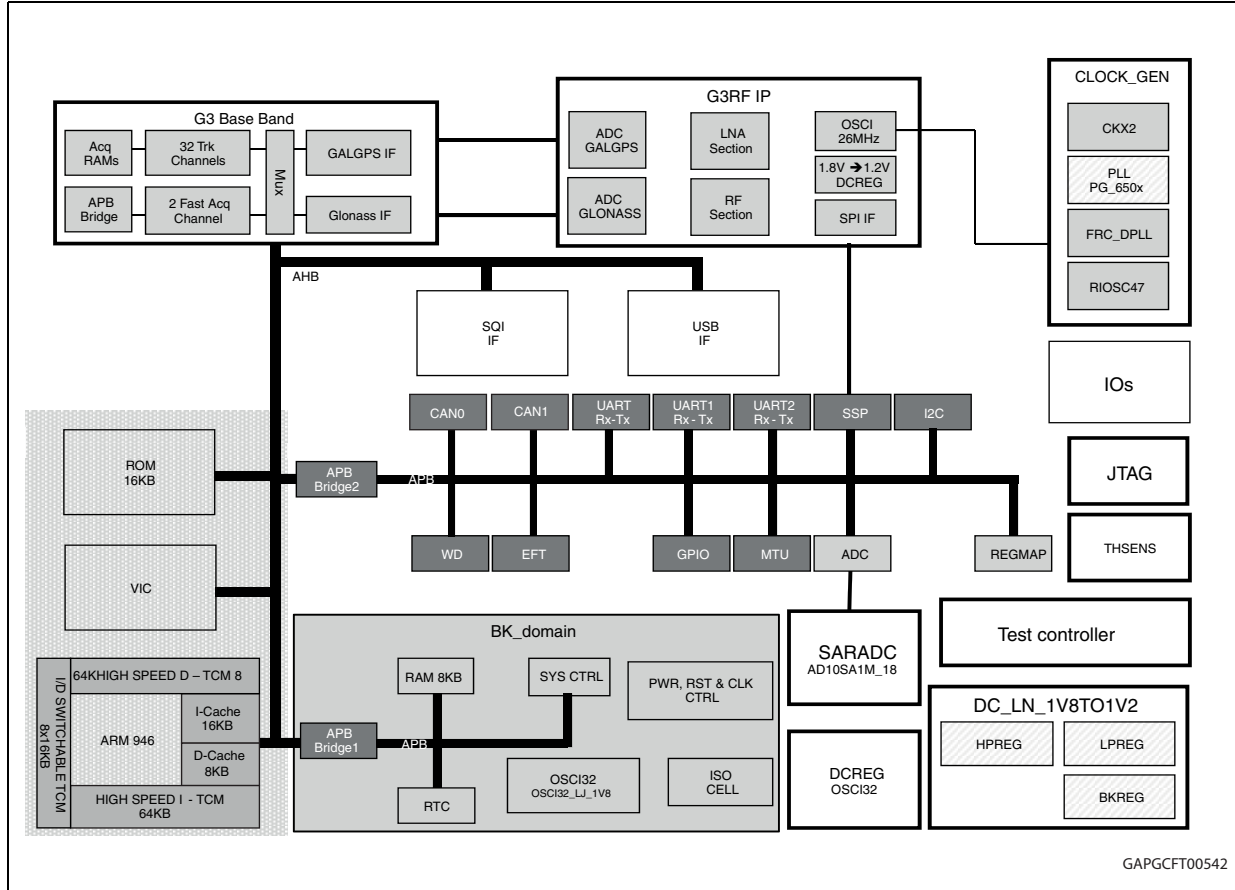 G3 Base Band
Acq
RAMs
32 Trk
Channels
Mux
GALGPS IF
APB
Bridge
2 Fast Acq
Channel
Glonass IF
G3RF IP
ADC
GALGPS
LNA
Section
OSCI
26MHz
1.8V ➔1.2V
DCREG
ADC
GLONASS
RF
Section
SPI IF
CLOCK_GEN
CKX2
PLL
PG_650x
FRC_DPLL
RIOSC47
AHB
SQI
IF
USB
IF
IOs
CAN0
CAN1
UART
Rx-Tx
UART1
Rx - Tx
UART2
Rx - Tx
SSP
I2C
ROM
16KB
APB
Bridge2
APB
JTAG
WD
EFT
GPIO
MTU
ADC
REGMAP
THSENS
VIC
BK_domain
RAM 8KB
SYS CTRL
PWR, RST & CLK
CTRL
SARADC
AD10SA1M_18
Test controller
64KHIGH SPEED D – TCM 8
I/D SWITCHABLE TCM
8x16KB
ARM 946
I-Cache
16KB
D-Cache
8KB
HIGH SPEED I - TCM
64KB
APB
Bridge1
APB
RTC
OSCI32
OSCI32_LJ_1V8
ISO
CELL
DCREG
OSCI32
DC_LN_1V8TO1V2
HPREG
LPREG
BKREG
GAPGCFT00542